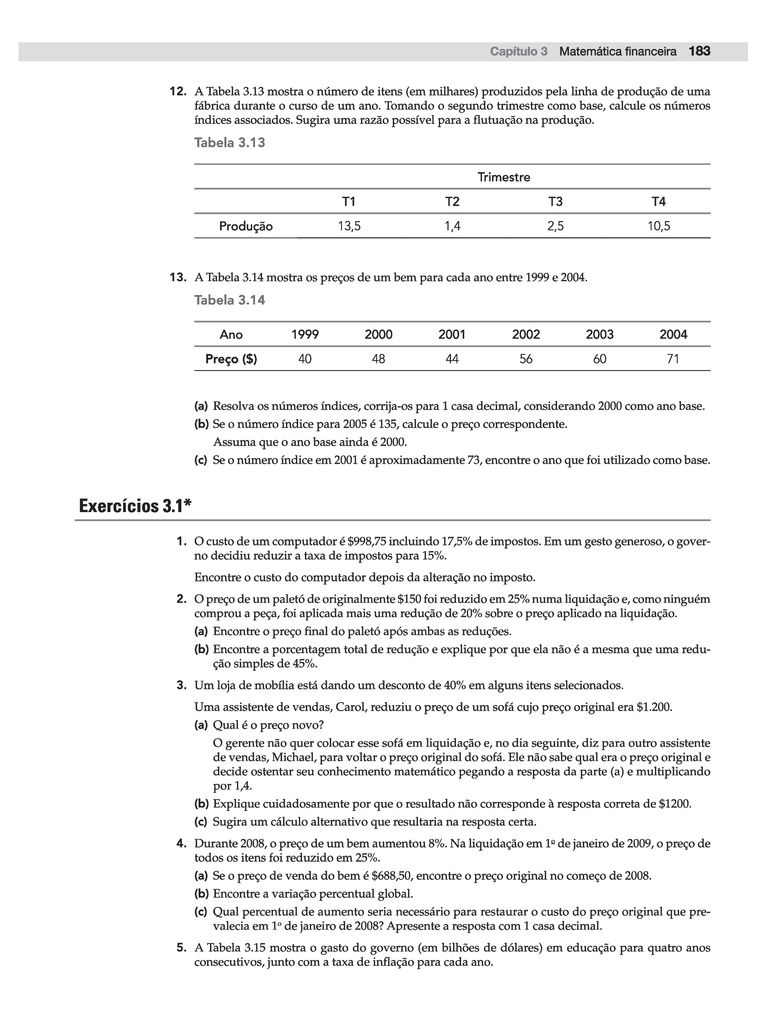 Capítulo 3 Matemática financeira 183
12. A Tabela 3.13 mostra o número de itens (em milhares) produzidos pela linha de produção de uma
fábrica durante o curso de um ano. Tomando o segundo trimestre como base, calcule os números
índices associados. Sugira uma razão possível para a flutuação na produção.
Tabela 3.13
Trimestre
T1 T2 T3 T4
Produção 13,5 1,4 2,5 10,5
13. A Tabela 3.14 mostra os preços de um bem para cada ano entre 1999 e 2004.
Tabela 3.14
Ano 1999 2000 2001 2002 2003 2004
Preço ($) 40 48 44 56 60 71
(a) Resolva os números índices, corrija-os para 1 casa decimal, considerando 2000 como ano base.
(b) Se o número índice para 2005 é 135, calcule o preço correspondente.
Assuma que o ano base ainda é 2000.
(c) Se o número índice em 2001 é aproximadamente 73, encontre o ano que foi utilizado como base.
Exercícios 3.1*
1. O custo de um computador é $998,75 incluindo 17,5% de impostos. Em um gesto generoso, o gover-
no decidiu reduzir a taxa de impostos para 15%.
Encontre o custo do computador depois da alteração no imposto.
2. O preço de um paletó de originalmente $150 foi reduzido em 25% numa liquidação e, como ninguém
comprou a peça, foi aplicada mais uma redução de 20% sobre o preço aplicado na liquidação.
(a) Encontre o preço final do paletó após ambas as reduções.
(b) Encontre a porcentagem total de redução e explique por que ela não é a mesma que uma redu-
ção simples de 45%.
3. Um loja de mobília está dando um desconto de 40% em alguns itens selecionados.
Uma assistente de vendas, Carol, reduziu o preço de um sofá cujo preço original era $1.200.
(a) Qual é o preço novo?
O gerente não quer colocar esse sofá em liquidação e, no dia seguinte, diz para outro assistente
de vendas, Michael, para voltar o preço original do sofá. Ele não sabe qual era o preço original e
decide ostentar seu conhecimento matemático pegando a resposta da parte (a) e multiplicando
por 1,4.
(b) Explique cuidadosamente por que o resultado não corresponde à resposta correta de $1200.
(c) Sugira um cálculo alternativo que resultaria na resposta certa.
4. Durante 2008, o preço de um bem aumentou 8%. Na liquidação em 1º de janeiro de 2009, o preço de
todos os itens foi reduzido em 25%.
(a) Se o preço de venda do bem é $688,50, encontre o preço original no começo de 2008.
(b) Encontre a variação percentual global.
(c) Qual percentual de aumento seria necessário para restaurar o custo do preço original que pre-
valecia em 1º de janeiro de 2008? Apresente a resposta com 1 casa decimal.
5. A Tabela 3.15 mostra o gasto do governo (em bilhões de dólares) em educação para quatro anos
consecutivos, junto com a taxa de inflação para cada ano.